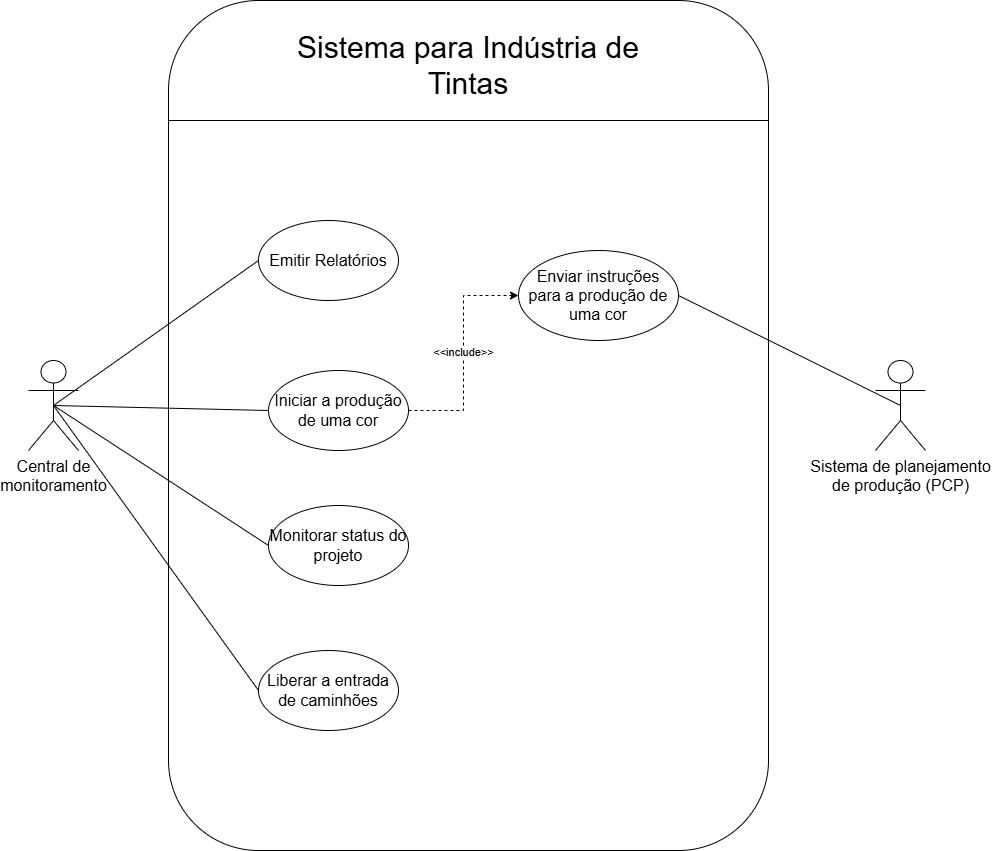 Sistema para Indústria de
Tintas
Emitir Relatórios
Enviar instruções
para a produção de
uma cor
<<include>>
Iniciar a produção
de uma cor
Central de
monitoramento
Sistema de planejamento
de produção (PCP)
Monitorar status do
projeto
Liberar a entrada
de caminhões